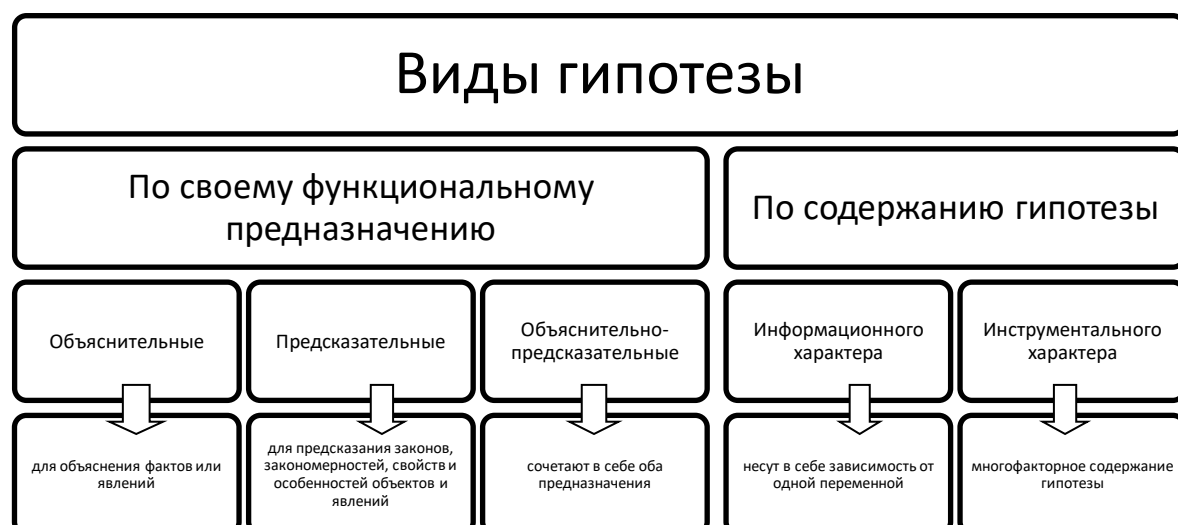 Виды гипотезы
По своему функциональному
предназначению
По содержанию гипотезы
Объяснительные
Предсказательные
Объяснительно-
предсказательные
Информационного
характера
Инструментального
характера
для объяснения фактов или
явлений
для предсказания законов,
закономерностей, свойств и
особенностей объектов и
явлений
сочетают в себе оба
предназначения
несут в себе зависимость от
одной переменной
многофакторное содержание
гипотезы